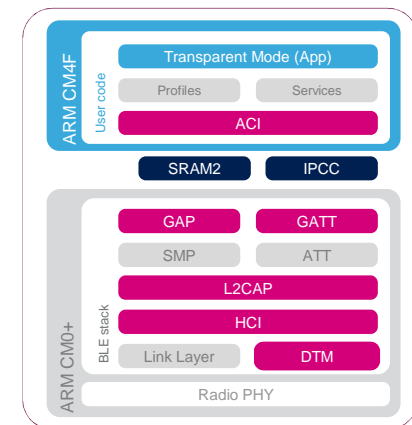 ARM CM4F
User code
Transparent Mode (App)
Profiles
Services
ACI
SRAM2
IPCC
ARM CM0+
BLE stack
GAP
GATT
SMP
ATT
L2CAP
HCI
Link Layer
DTM
Radio PHY